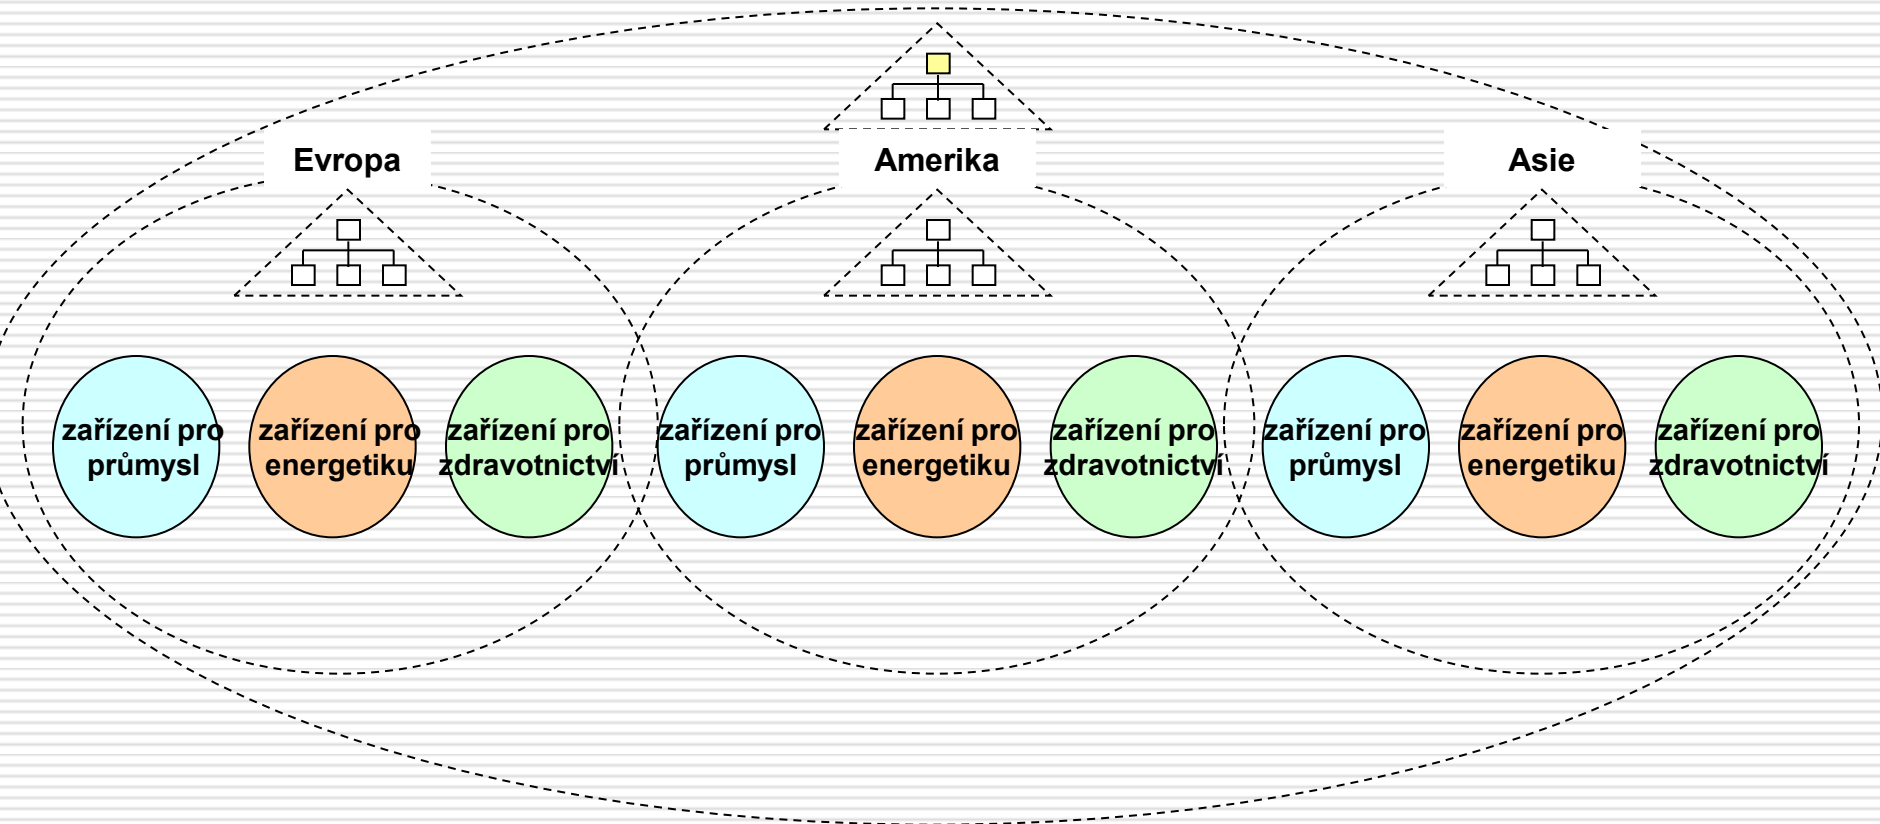 Evropa
Amerika
Asie
zařízení pro
průmysl
zařízení pro
energetiku
zařízení pro
zdravotnictví
zařízení pro
průmysl
zařízení pro
energetiku
zařízení pro
zdravotnictví
zařízení pro
průmysl
zařízení pro
energetiku
zařízení pro
zdravotnictví